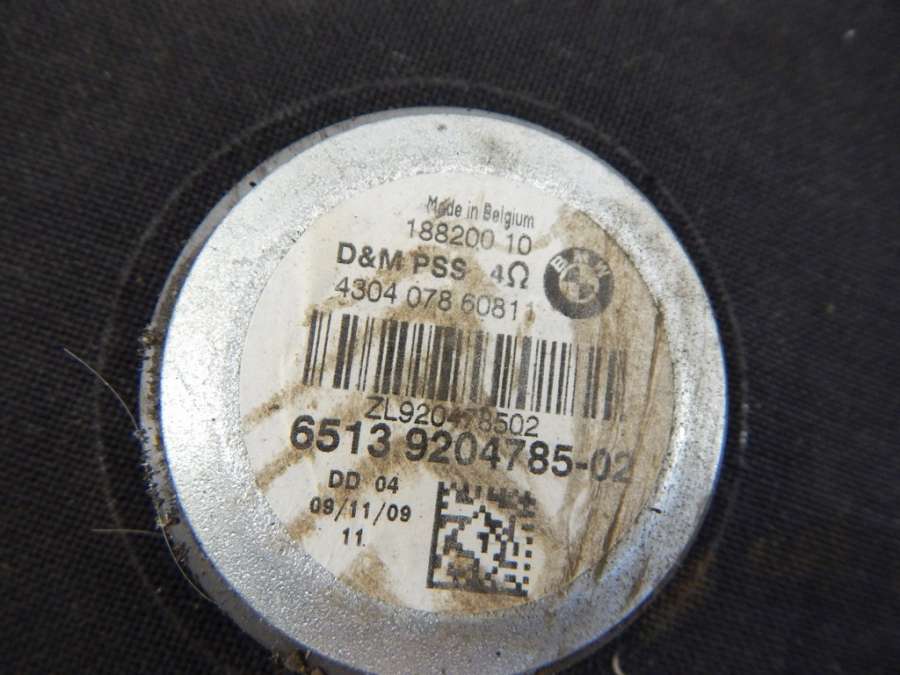 Made in Belgium
188200 10
D&M PSS 4Ω
BMW
4304 078 60811
ZL920478502
6513 9204785-02
DD 04
09/11/09
11